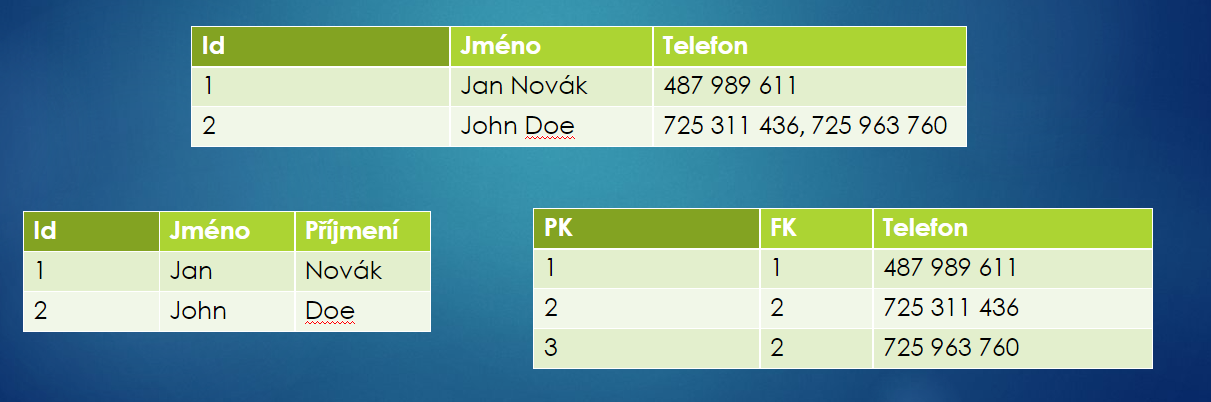 Id Jméno Telefon
1 Jan Novák 487 989 611
2 John Doe 725 311 436, 725 963 760
Id Jméno Příjmení
1 Jan Novák
2 John Doe
PK FK Telefon
1 1 487 989 611
2 2 725 311 436
3 2 725 963 760